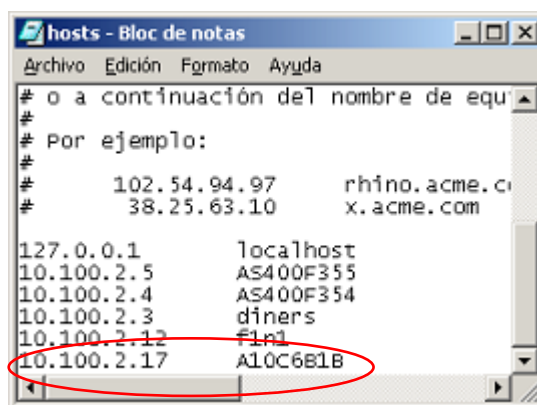 hosts - Bloc de notas
Archivo Edición Formato Ayuda
# o a continuación del nombre de equ
#
# Por ejemplo:
#
# 102.54.94.97 rhino.acme.c
# 38.25.63.10 x.acme.com
127.0.0.1 localhost
10.100.2.5 AS400F355
10.100.2.4 AS400F354
10.100.2.3 diners
10.100.2.12 f1n1
10.100.2.17 A10C6B1B